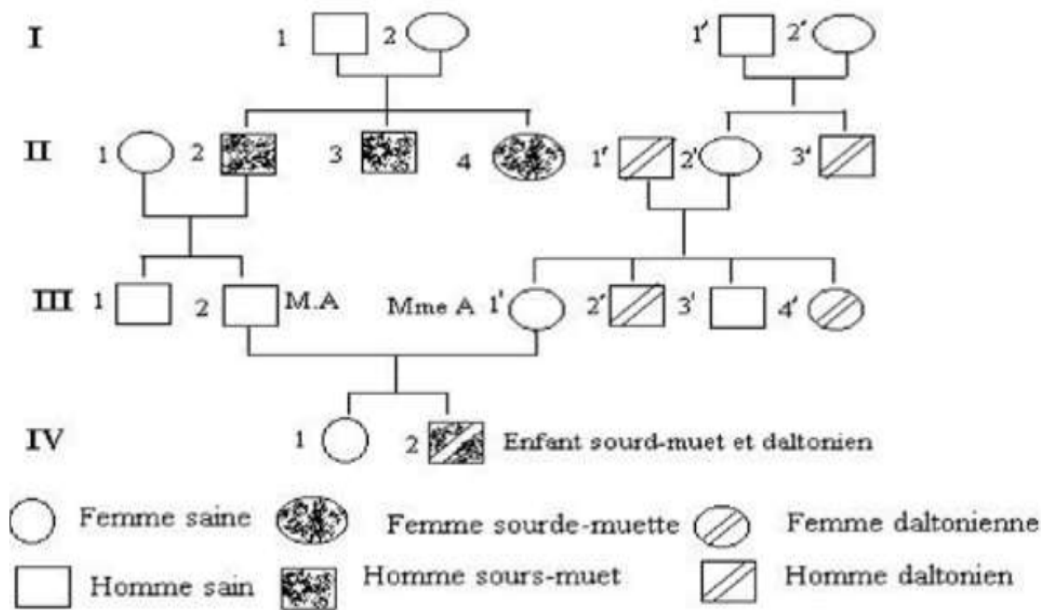 I 1 2 1' 2'
II 1 2 3 4 1' 2' 3'
III 1 2 M.A Mme A 1' 2' 3' 4'
IV 1 2 Enfant sourd-muet et daltonien
Femme saine Femme sourde-muette Femme daltonienne
Homme sain Homme sours-muet Homme daltonien